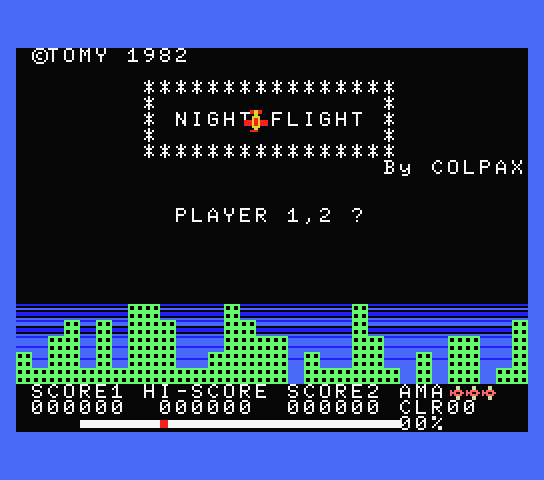 ©TOMY 1982
****************
* *
* NIGHT FLIGHT *
* *
****************
By COLPAX
PLAYER 1,2 ?
SCORE1 HI-SCORE SCORE2 AMA
000000 000000 000000 CLR00
00%